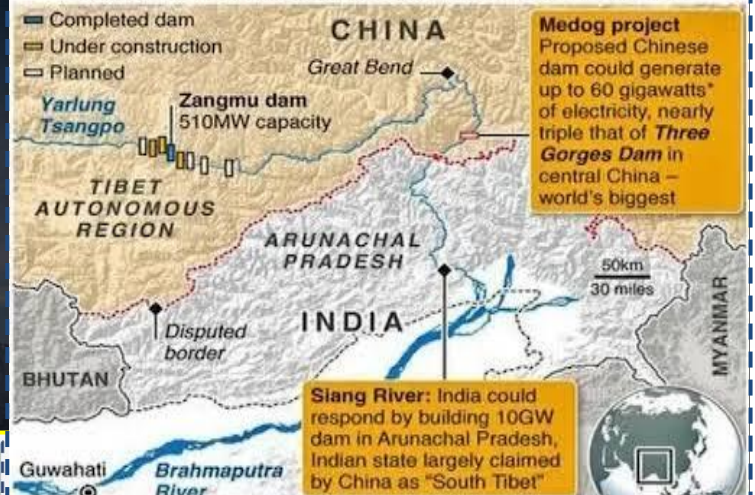 Completed dam
Under construction
Planned
CHINA
Great Bend
Yarlung
Tsangpo
Zangmu dam
510MW capacity
Medog project
Proposed Chinese
dam could generate
up to 60 gigawatts*
of electricity, nearly
triple that of Three
Gorges Dam in
central China –
world's biggest
TIBET
AUTONOMOUS
REGION
ARUNACHAL
PRADESH
50km
30 miles
INDIA
Disputed
border
MYANMAR
BHUTAN
Siang River: India could
respond by building 10GW
dam in Arunachal Pradesh,
Indian state largely claimed
by China as "South Tibet"
Guwahati
Brahmaputra
River